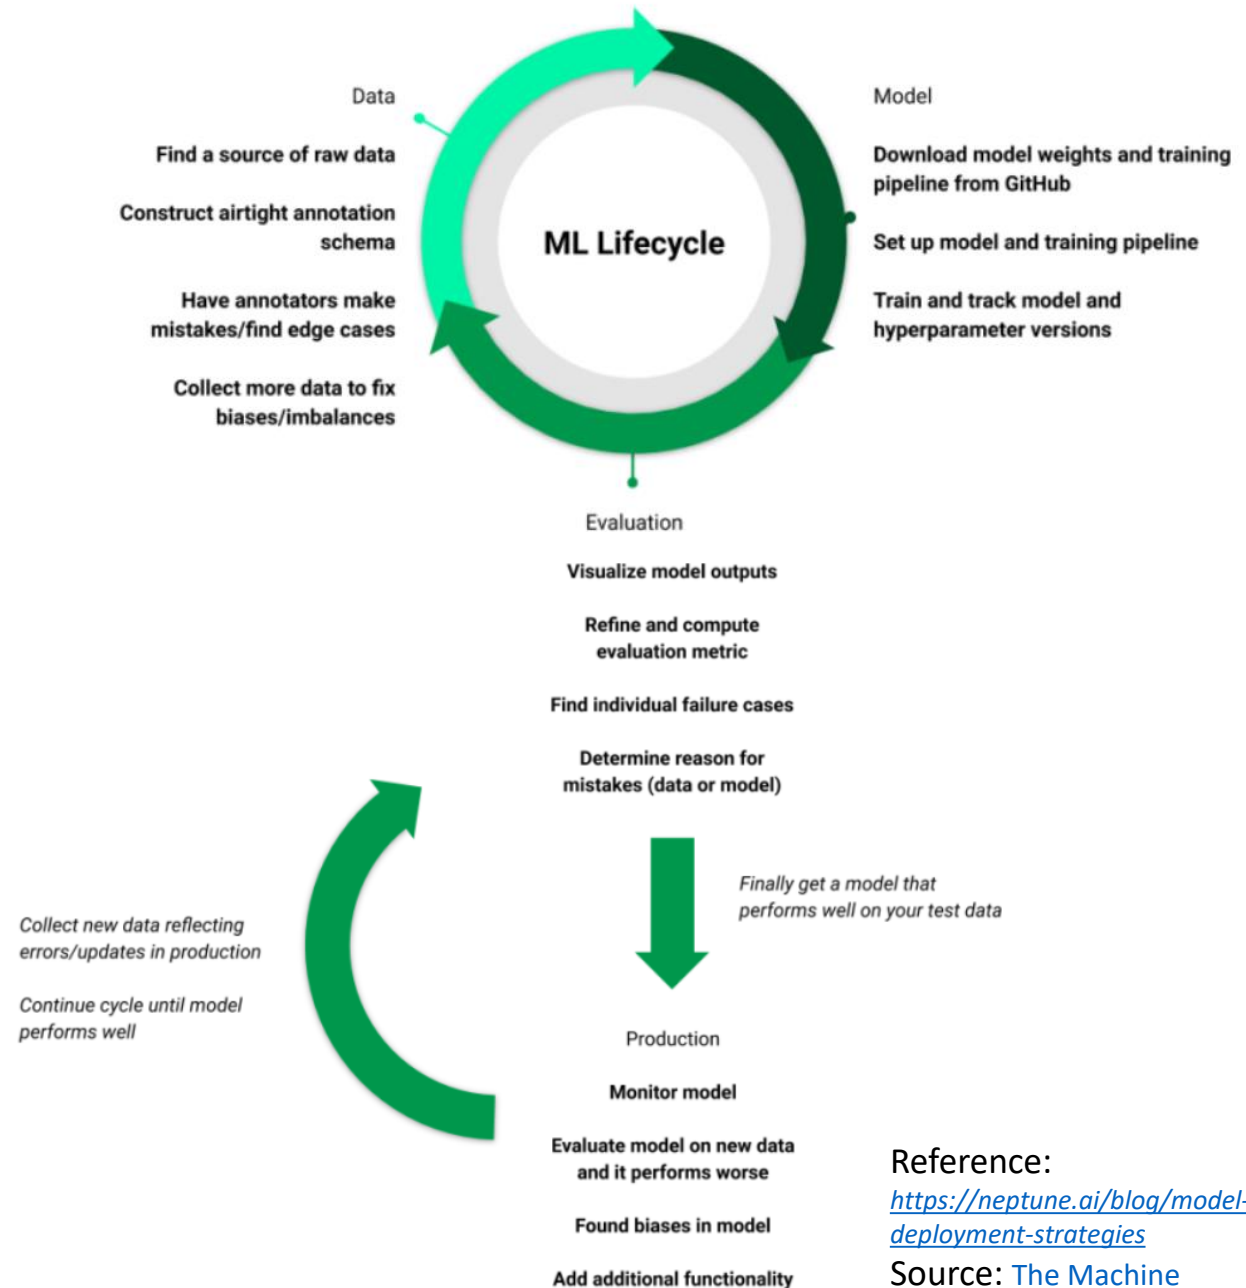 Data
Find a source of raw data
Construct airtight annotation
schema
Have annotators make
mistakes/find edge cases
Collect more data to fix
biases/imbalances
ML Lifecycle
Model
Download model weights and training
pipeline from GitHub
Set up model and training pipeline
Train and track model and
hyperparameter versions
Evaluation
Visualize model outputs
Refine and compute
evaluation metric
Find individual failure cases
Determine reason for
mistakes (data or model)
Finally get a model that
performs well on your test data
Collect new data reflecting
errors/updates in production
Continue cycle until model
performs well
Production
Monitor model
Evaluate model on new data
and it performs worse
Found biases in model
Add additional functionality
Reference:
https://neptune.ai/blog/model-
deployment-strategies
Source: The Machine